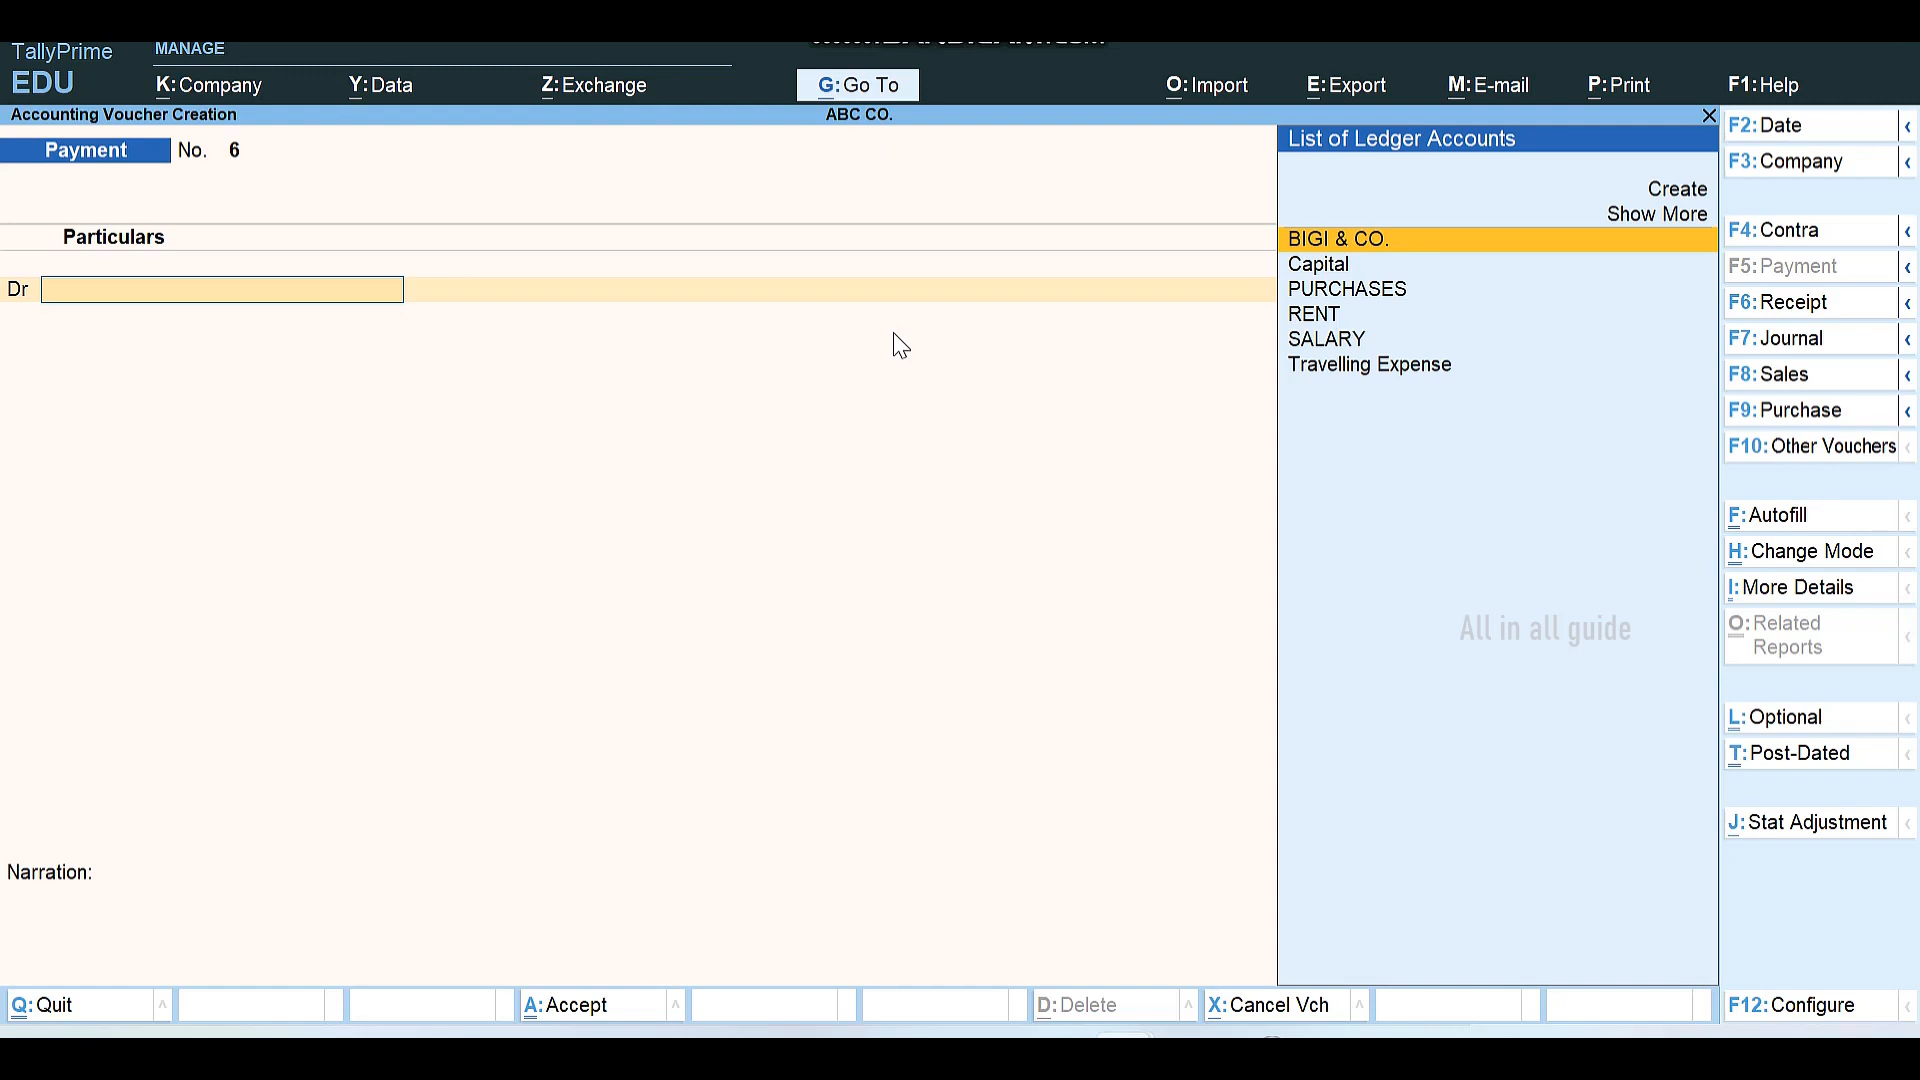 TallyPrime
EDU
MANAGE
K:Company
Y:Data
Z:Exchange
G:Go To
O:Import
E:Export
M:E-mail
P:Print
F1:Help
Accounting Voucher Creation
ABC CO.
Payment No. 6
Particulars
Dr
Narration:
List of Ledger Accounts
Create
Show More
BIGI & CO.
Capital
PURCHASES
RENT
SALARY
Travelling Expense
All in all guide
F2:Date
F3:Company
F4:Contra
F5:Payment
F6:Receipt
F7:Journal
F8:Sales
F9:Purchase
F10:Other Vouchers
F:Autofill
H:Change Mode
I:More Details
O:Related
Reports
L:Optional
T:Post-Dated
J:Stat Adjustment
Q:Quit
A:Accept
D:Delete
X:Cancel Vch
F12:Configure